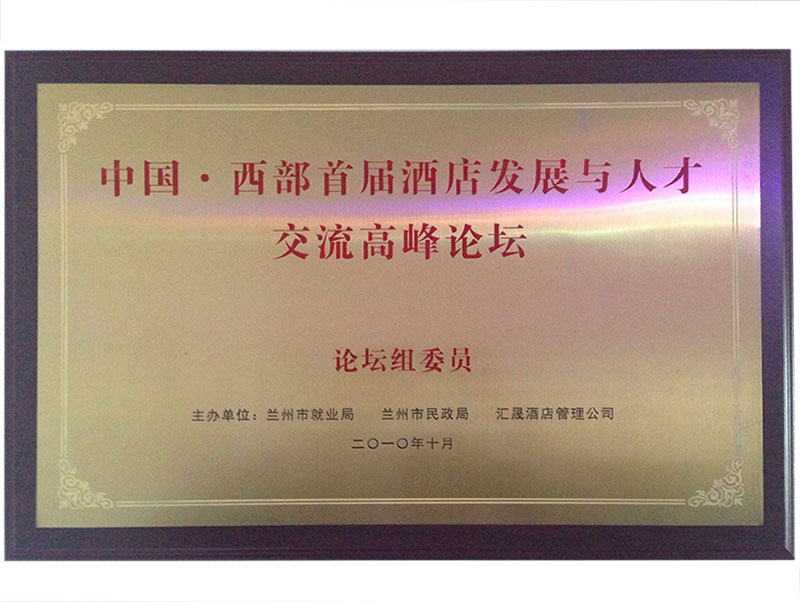 中国·西部首届酒店发展与人才
交流高峰论坛
论坛组委员
主办单位：兰州市就业局 兰州市民政局 汇晟酒店管理公司
二〇一〇年十月